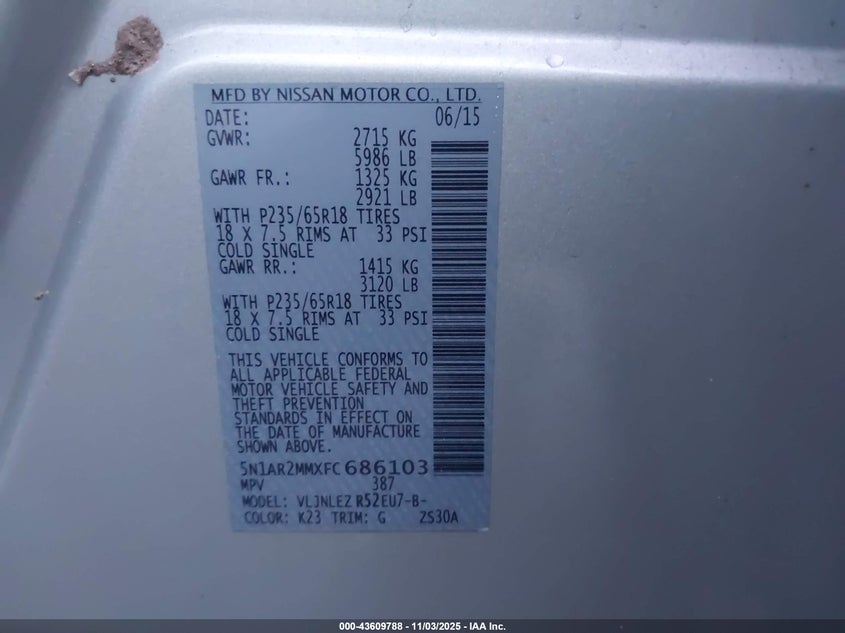 MFD BY NISSAN MOTOR CO., LTD.
DATE: 06/15
GVWR: 2715 KG
5986 LB
GAWR FR.: 1325 KG
2921 LB
WITH P235/65R18 TIRES
18 X 7.5 RIMS AT 33 PSI
COLD SINGLE
GAWR RR.: 1415 KG
3120 LB
WITH P235/65R18 TIRES
18 X 7.5 RIMS AT 33 PSI
COLD SINGLE
THIS VEHICLE CONFORMS TO
ALL APPLICABLE FEDERAL
MOTOR VEHICLE SAFETY AND
THEFT PREVENTION
STANDARDS IN EFFECT ON
THE DATE OF MANUFACTURE
SHOWN ABOVE.
5N1AR2MMXFC686103
MPV 387
MODEL: VLJNLEZ R52EU7-B-
COLOR: K23 TRIM: G ZS30A
000-43609788 - 11/03/2025 - IAA Inc.